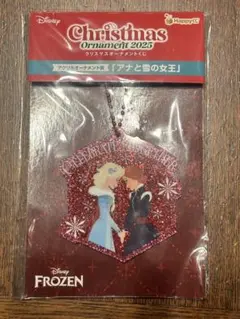 Disney
Happyくじ
Christmas
Ornament 2025
クリスマスオーナメントくじ
アクリルオーナメント賞 「アナと雪の女王」
Disney
FROZEN